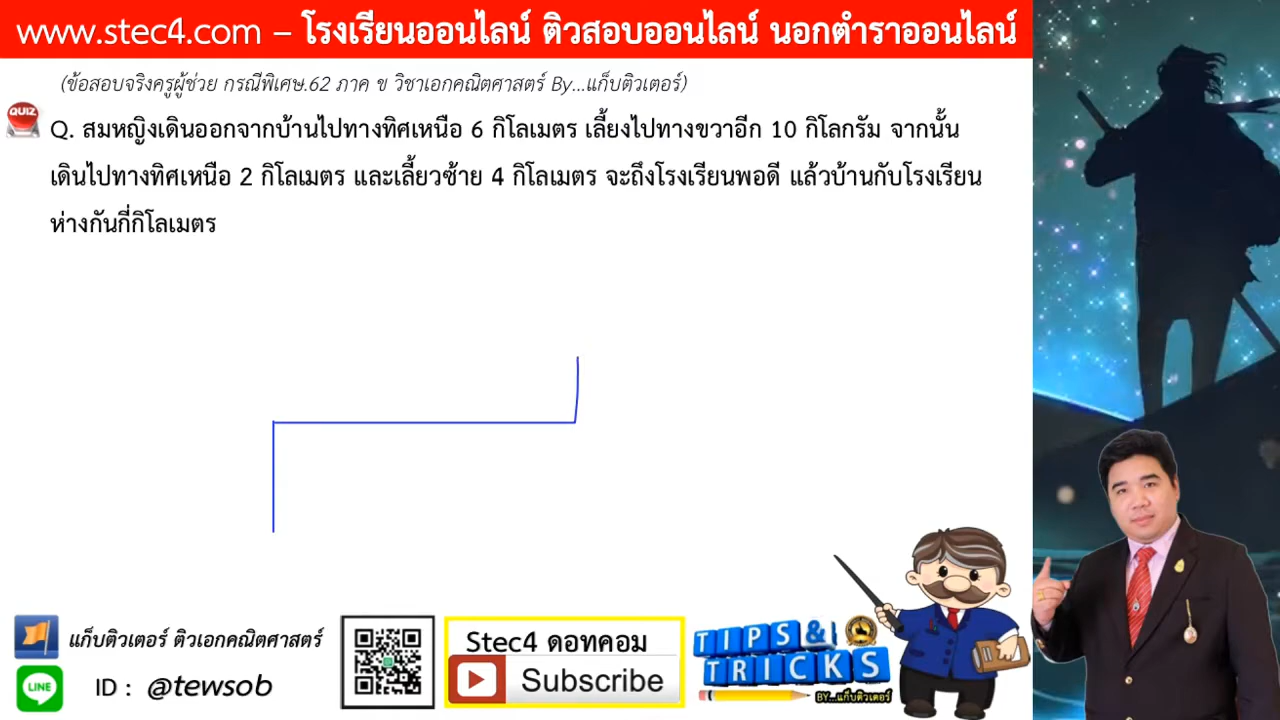 www.stec4.com – โรงเรียนออนไลน์ ติวสอบออนไลน์ นอกตำราออนไลน์
(ข้อสอบจริงครูผู้ช่วย กรณีพิเศษ.62 ภาค ข วิชาเอกคณิตศาสตร์ By...แก็บติวเตอร์)
QUIZ
Q. สมหญิงเดินออกจากบ้านไปทางทิศเหนือ 6 กิโลเมตร เลี้ยงไปทางขวาอีก 10 กิโลกรัม จากนั้น
เดินไปทางทิศเหนือ 2 กิโลเมตร และเลี้ยวซ้าย 4 กิโลเมตร จะถึงโรงเรียนพอดี แล้วบ้านกับโรงเรียน
ห่างกันกี่กิโลเมตร
แก็บติวเตอร์ ติวเอกคณิตศาสตร์
LINE
ID : @tewsob
Stec4 ดอทคอม
Subscribe
TIPS &
TRICKS
BY...แก็บติวเตอร์